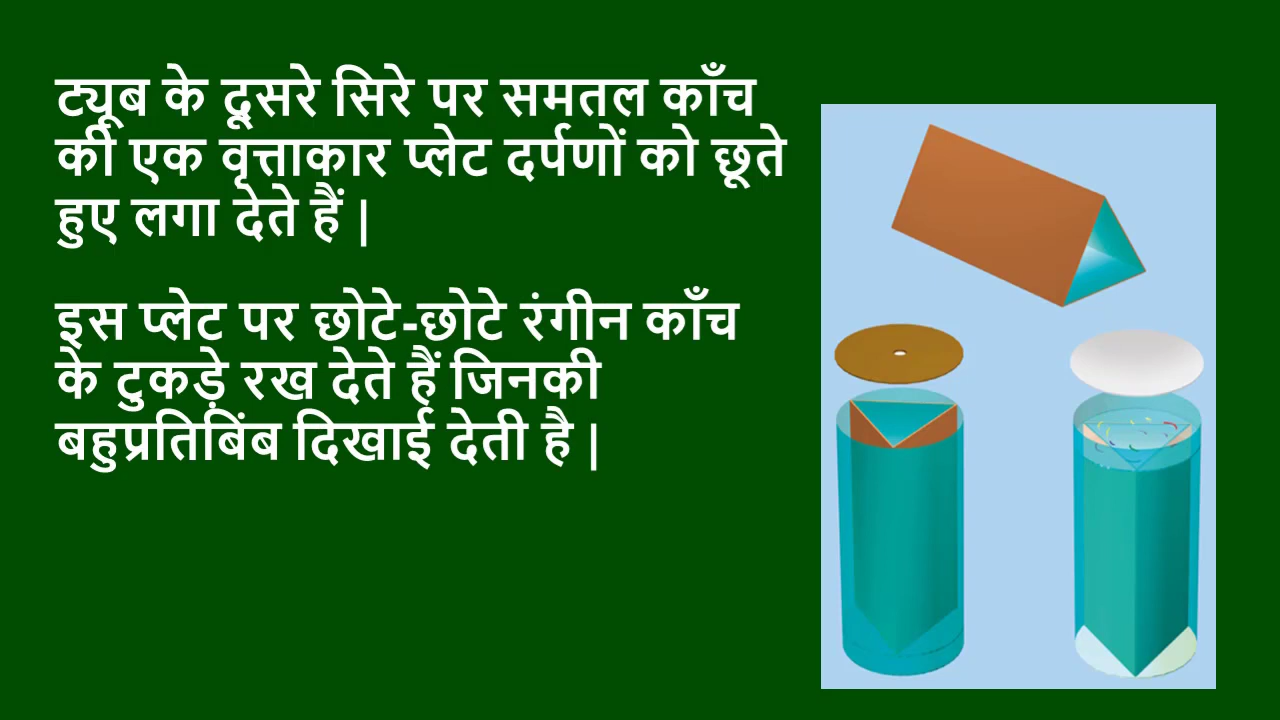 ट्यूब के दूसरे सिरे पर समतल काँच
की एक वृत्ताकार प्लेट दर्पणों को छूते
हुए लगा देते हैं |
इस प्लेट पर छोटे-छोटे रंगीन काँच
के टुकड़े रख देते हैं जिनकी
बहुप्रतिबिंब दिखाई देती है |